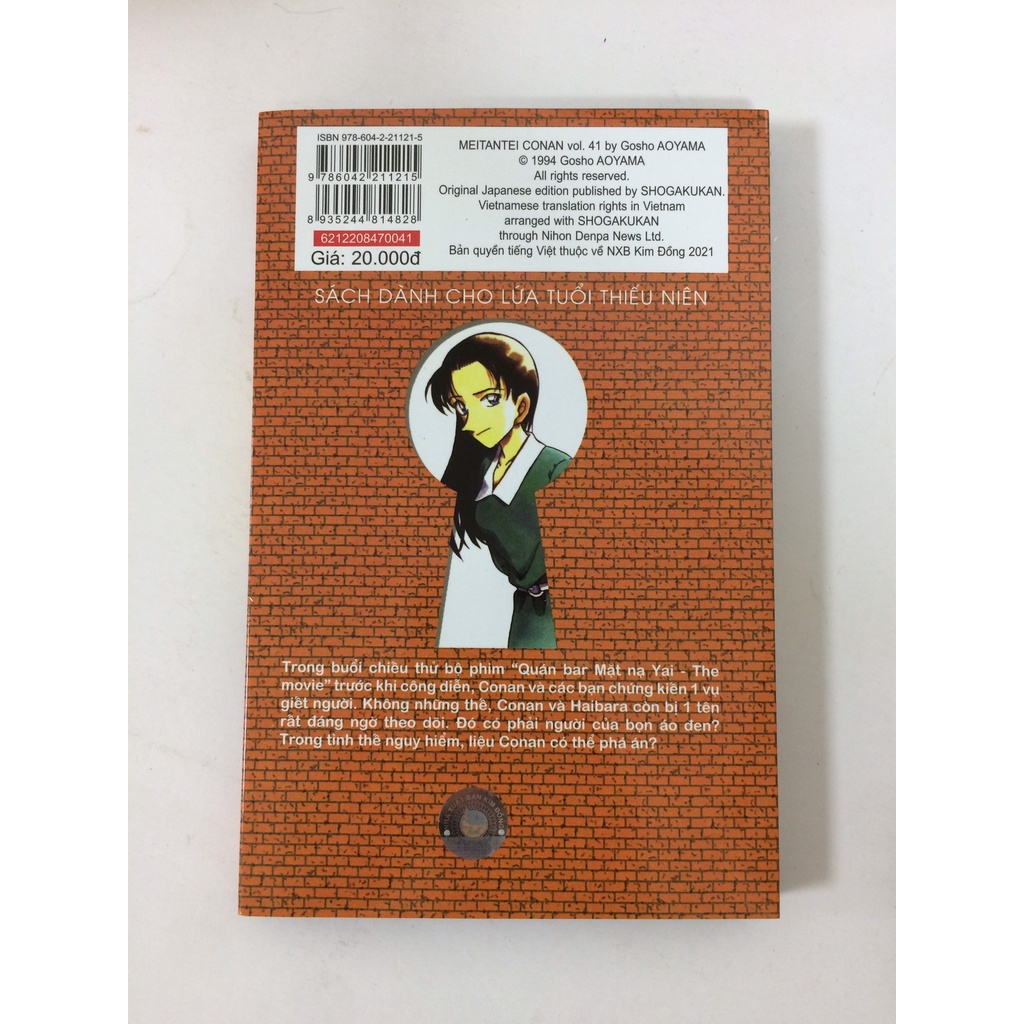 ISBN 978-604-2-21121-5
9 786042 211215
8 935244 814828
6212208470041
Giá: 20.000đ
MEITANTEI CONAN vol. 41 by Gosho AOYAMA
© 1994 Gosho AOYAMA
All rights reserved.
Original Japanese edition published by SHOGAKUKAN.
Vietnamese translation rights in Vietnam
arranged with SHOGAKUKAN
through Nihon Denpa News Ltd.
Bản quyền tiếng Việt thuộc về NXB Kim Đồng 2021
SÁCH DÀNH CHO LỨA TUỔI THIẾU NIÊN
Trong buổi chiều thứ bộ phim “Quán bar Mặt nạ Yai - The
movie” trước khi công diễn, Conan và các bạn chứng kiến 1 vụ
giết người. Không những thế, Conan và Haibara còn bị 1 tên
rất đáng ngờ theo dõi. Đó có phải người của bọn áo đen?
Trong tình thế nguy hiểm, liệu Conan có thể phá án?